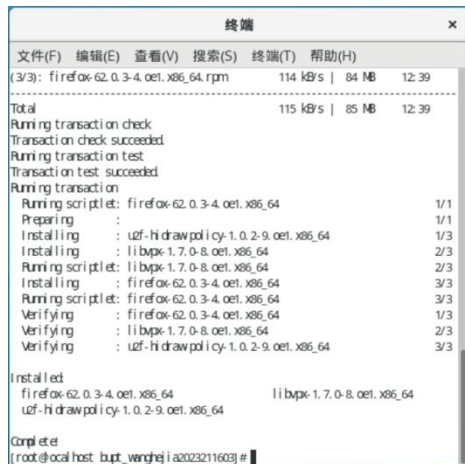 终端 ×
文件(F) 编辑(E) 查看(V) 搜索(S) 终端(T) 帮助(H)
(3/3): firefox-62.0.3-4.oe1.x86_64.rpm 114 kB/s | 84 MB 12:39
--------------------------------------------------------------------------------
Total 115 kB/s | 85 MB 12:39
Running transaction check
Transaction check succeeded.
Running transaction test
Transaction test succeeded.
Running transaction
Running scriptlet: firefox-62.0.3-4.oe1.x86_64 1/1
Preparing : 1/1
Installing : u2f-hidraw-policy-1.0.2-9.oe1.x86_64 1/3
Installing : libvpx-1.7.0-8.oe1.x86_64 2/3
Running scriptlet: libvpx-1.7.0-8.oe1.x86_64 2/3
Installing : firefox-62.0.3-4.oe1.x86_64 3/3
Running scriptlet: firefox-62.0.3-4.oe1.x86_64 3/3
Verifying : firefox-62.0.3-4.oe1.x86_64 1/3
Verifying : libvpx-1.7.0-8.oe1.x86_64 2/3
Verifying : u2f-hidraw-policy-1.0.2-9.oe1.x86_64 3/3
Installed:
firefox-62.0.3-4.oe1.x86_64 libvpx-1.7.0-8.oe1.x86_64
u2f-hidraw-policy-1.0.2-9.oe1.x86_64
Complete!
[root@localhost bupt_wanghejia2023211603]#